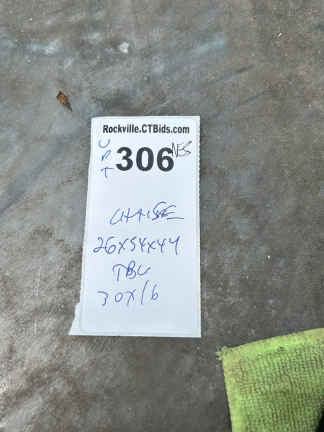 Rockville.CTBids.com
306
CHAISE
26x54x44
TBL
30x16